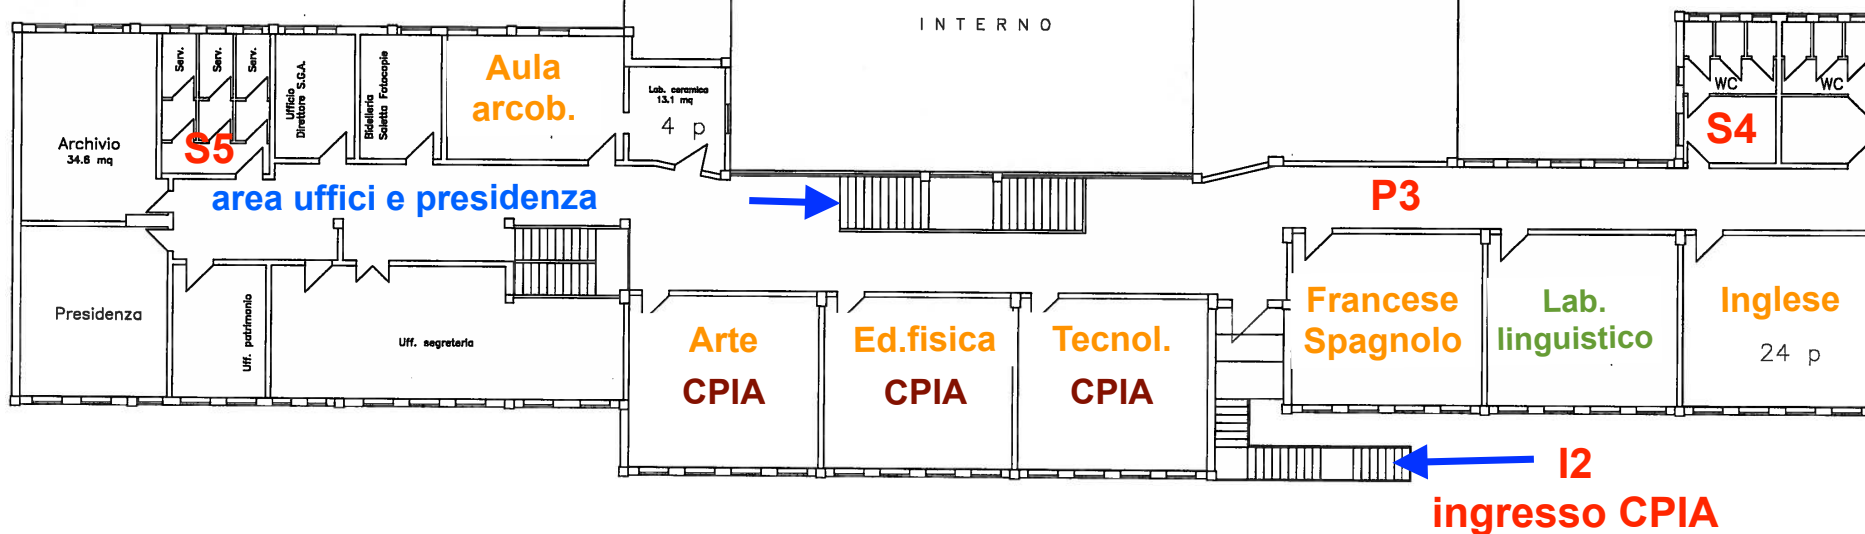 INTERNO
Serv.
Serv.
Serv.
Ufficio
Direttore S.G.A.
Bidelleria
Saletta Fotocopie
Aula
arcob.
Lab. ceramica
13.1 mq
4 p
WC
WC
Archivio
34.6 mq
S5
S4
area uffici e presidenza
P3
Presidenza
Uff. patrimonio
Uff. segreteria
Arte
CPIA
Ed.fisica
CPIA
Tecnol.
CPIA
Francese
Spagnolo
Lab.
linguistico
Inglese
24 p
I2
ingresso CPIA